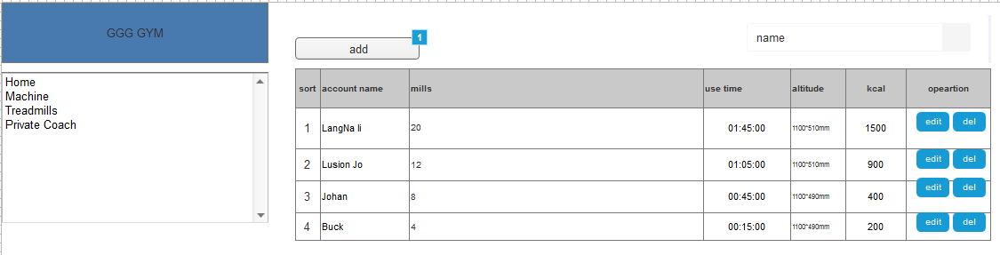 GGG GYM
Home
Machine
Treadmills
Private Coach
add
1
name
sort account name mills use time altitude kcal opeartion
1 LangNa li 20 01:45:00 1100*510mm 1500 edit del
2 Lusion Jo 12 01:05:00 1100*510mm 900 edit del
3 Johan 8 00:45:00 1100*490mm 400 edit del
4 Buck 4 00:15:00 1100*490mm 200 edit del